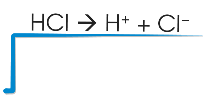 HCl → H⁺ + Cl⁻